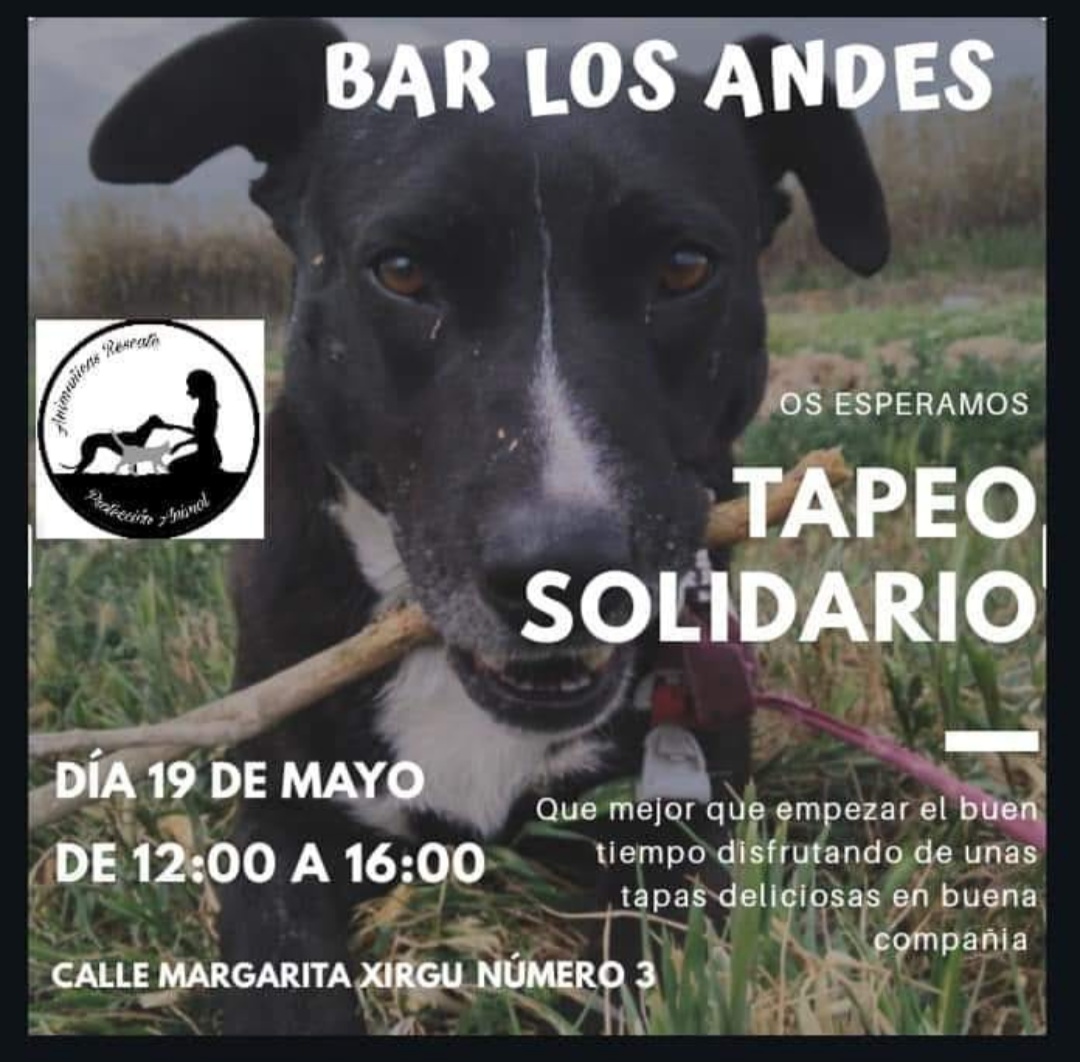 BAR LOS ANDES
Animaliens Rescate
Protección Animal
OS ESPERAMOS
TAPEO
SOLIDARIO
DÍA 19 DE MAYO
DE 12:00 A 16:00
Que mejor que empezar el buen
tiempo disfrutando de unas
tapas deliciosas en buena
compañia
CALLE MARGARITA XIRGU NÚMERO 3